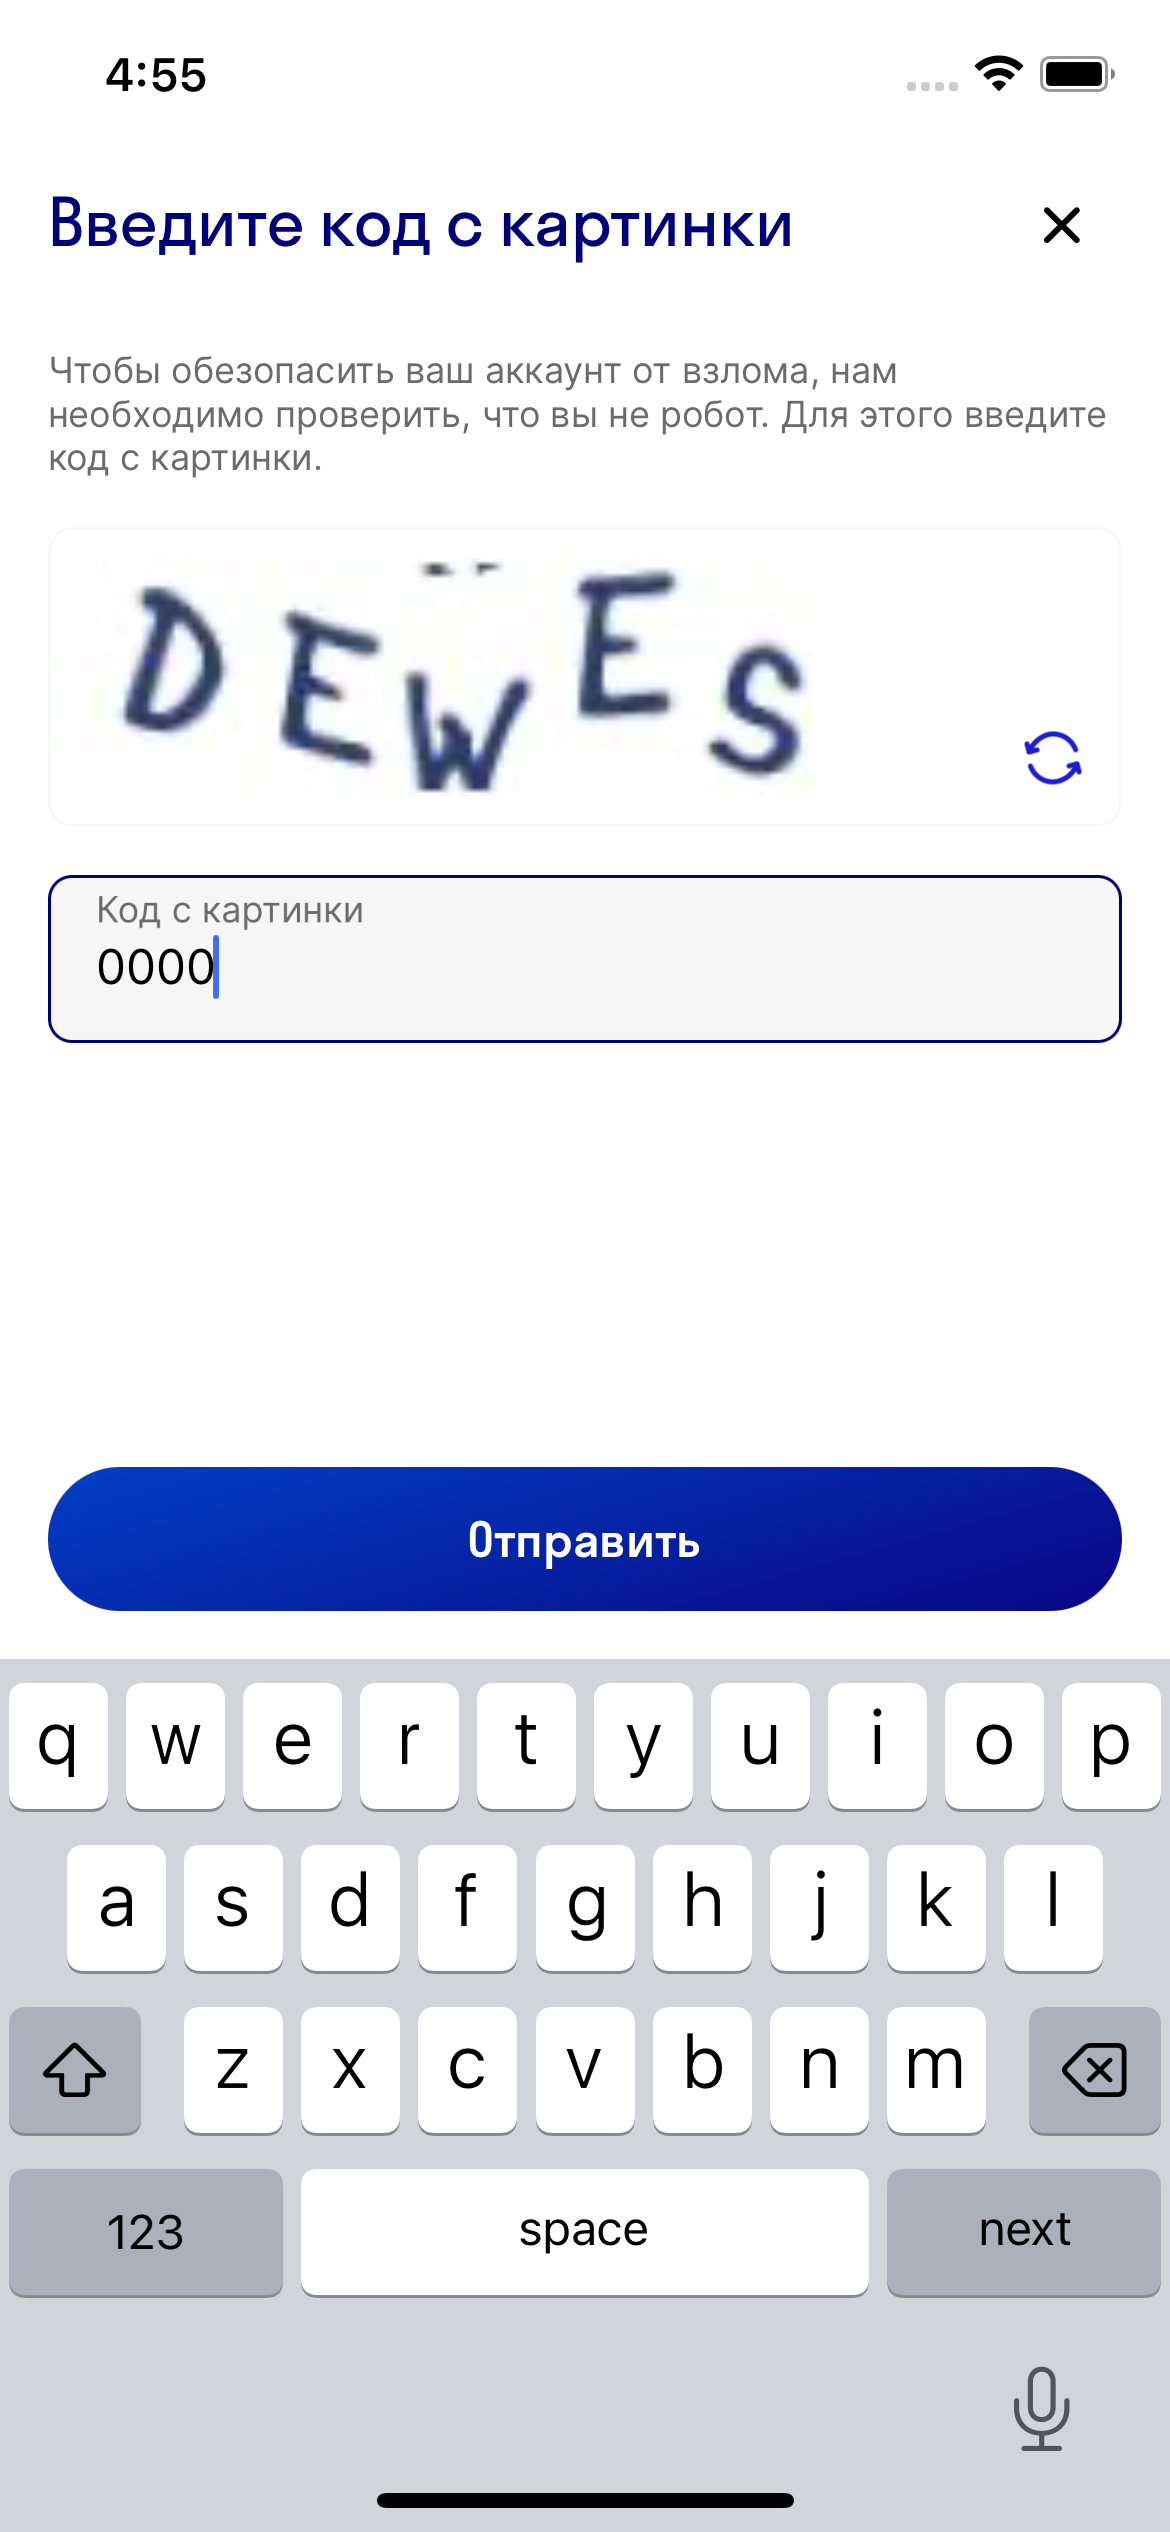 4:55
Введите код с картинки
Чтобы обезопасить ваш аккаунт от взлома, нам
необходимо проверить, что вы не робот. Для этого введите
код с картинки.
DEWES
Код с картинки
0000
Отправить
q w e r t y u i o p
a s d f g h j k l
z x c v b n m
123 space next